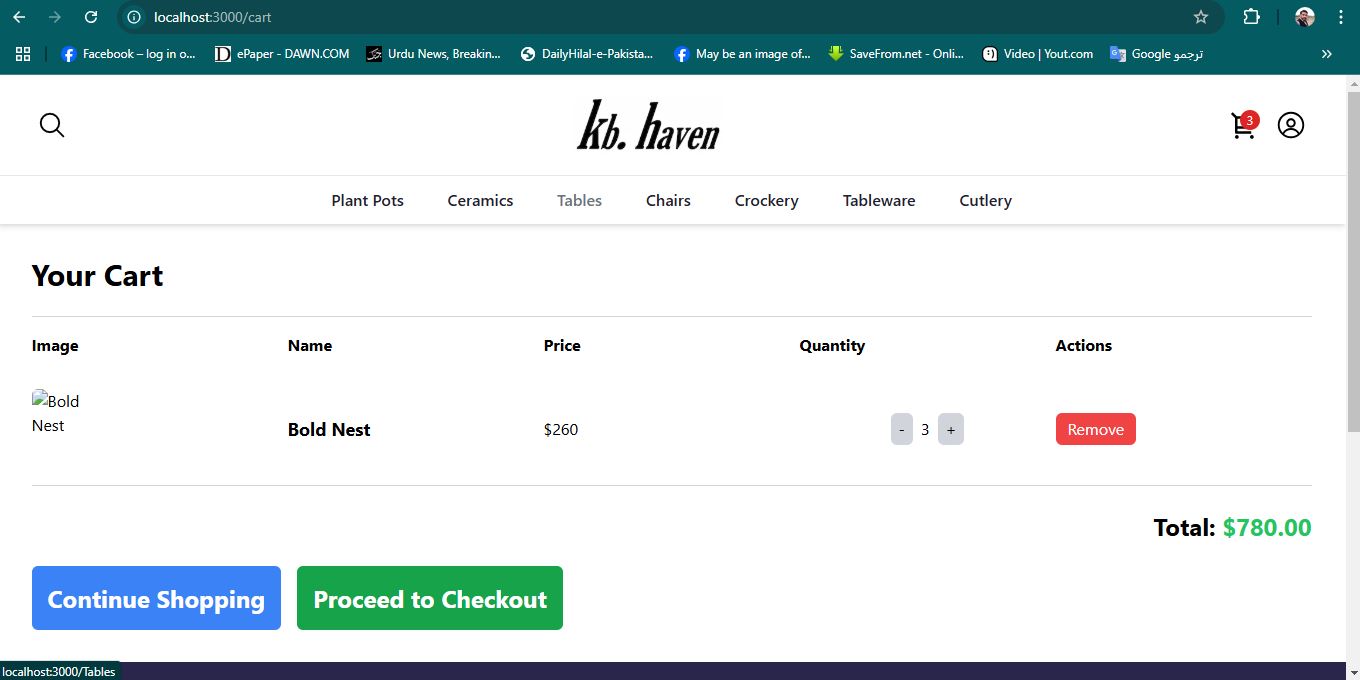 localhost:3000/cart
Facebook – log in o... ePaper - DAWN.COM Urdu News, Breakin... DailyHilal-e-Pakista... May be an image of... SaveFrom.net - Onli... Video | Yout.com Google ترجمو
kb. haven
3
Plant Pots Ceramics Tables Chairs Crockery Tableware Cutlery
Your Cart
Image Name Price Quantity Actions
Bold
Nest
Bold Nest $260 - 3 + Remove
Total: $780.00
Continue Shopping Proceed to Checkout
localhost:3000/Tables